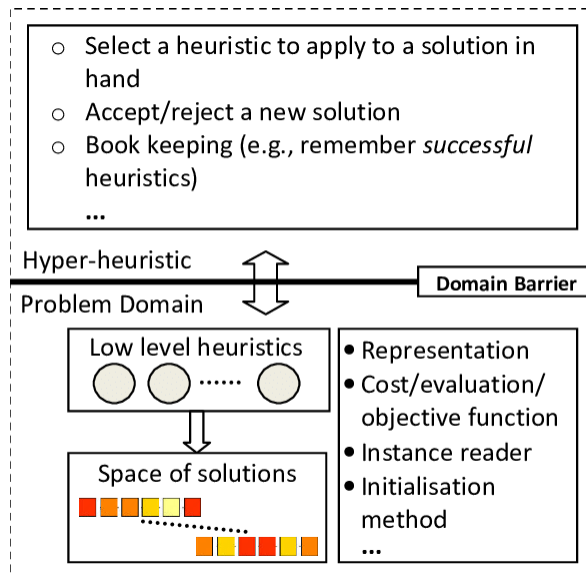 o Select a heuristic to apply to a solution in
hand
o Accept/reject a new solution
o Book keeping (e.g., remember successful
heuristics)
...
Hyper-heuristic
Domain Barrier
Problem Domain
Low level heuristics
......
Space of solutions
• Representation
• Cost/evaluation/
objective function
• Instance reader
• Initialisation
method
...